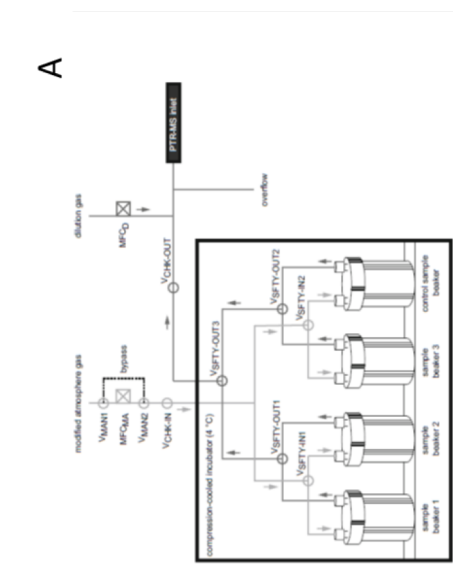 A
modified atmosphere gas
dilution gas
VMAN1
bypass
MFCMA
VMAN2
MFCD
PTR-MS inlet
VCHK-IN
VCHK-OUT
overflow
compression-cooled incubator (4 °C)
VSFTY-OUT3
VSFTY-OUT1
VSFTY-OUT2
VSFTY-IN1
VSFTY-IN2
sample
beaker 1
sample
beaker 2
sample
beaker 3
control sample
beaker